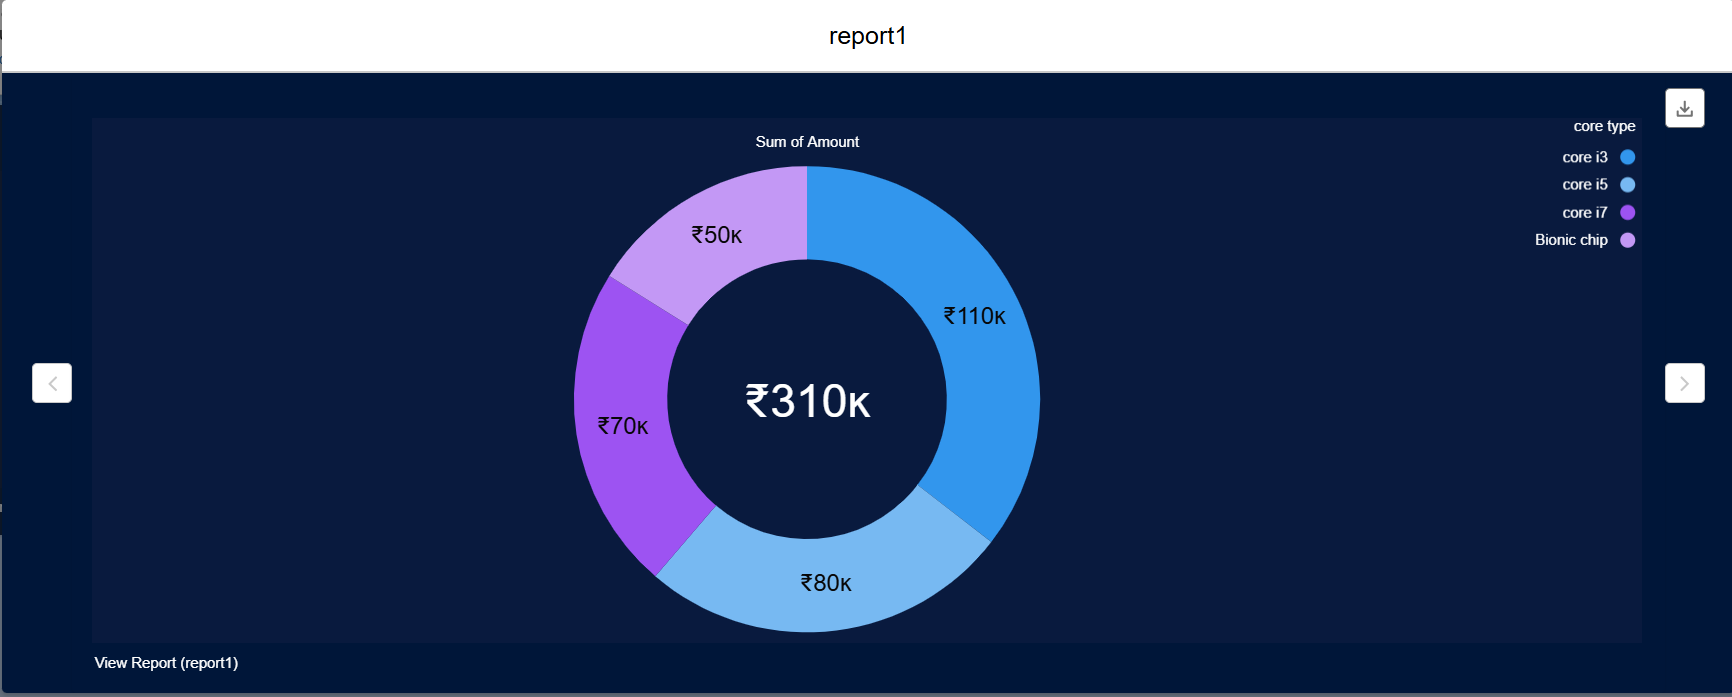 report1
Sum of Amount
core type
core i3
core i5
core i7
Bionic chip
₹50K
₹110K
₹310K
₹70K
₹80K
View Report (report1)